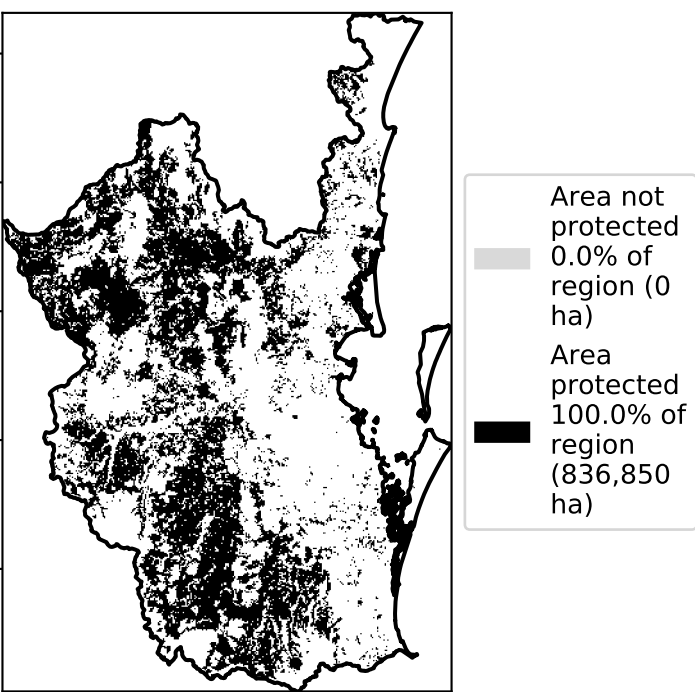 Area not
protected
0.0% of
region (0
ha)
Area
protected
100.0% of
region
(836,850
ha)